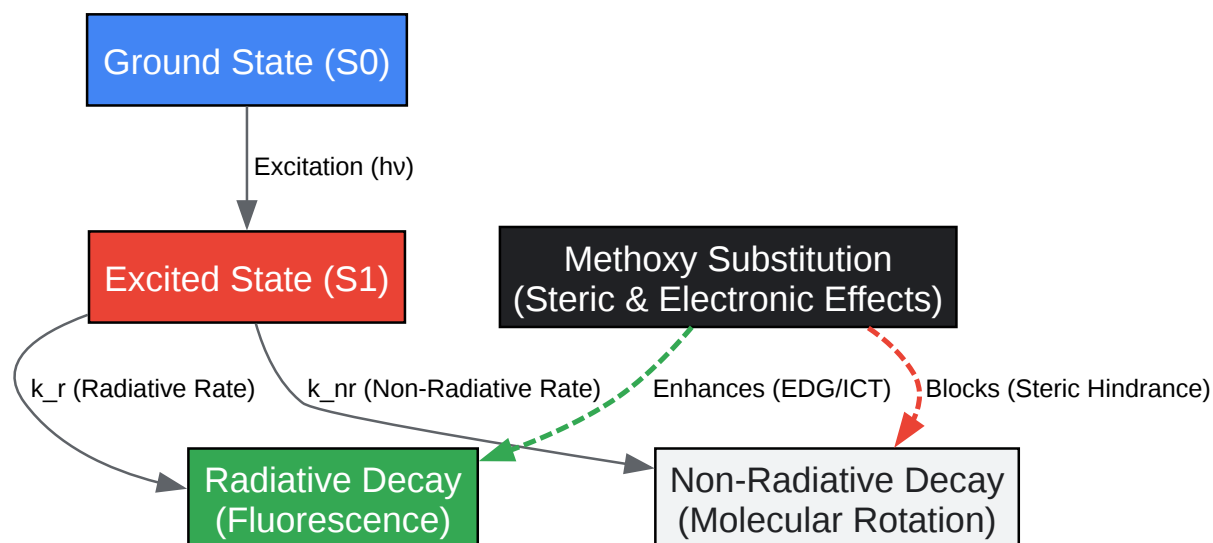 Ground State (S0)
Excitation (hν)
Excited State (S1)
Methoxy Substitution
(Steric & Electronic Effects)
k_r (Radiative Rate)
k_nr (Non-Radiative Rate)
Enhances (EDG/ICT)
Blocks (Steric Hindrance)
Radiative Decay
(Fluorescence)
Non-Radiative Decay
(Molecular Rotation)